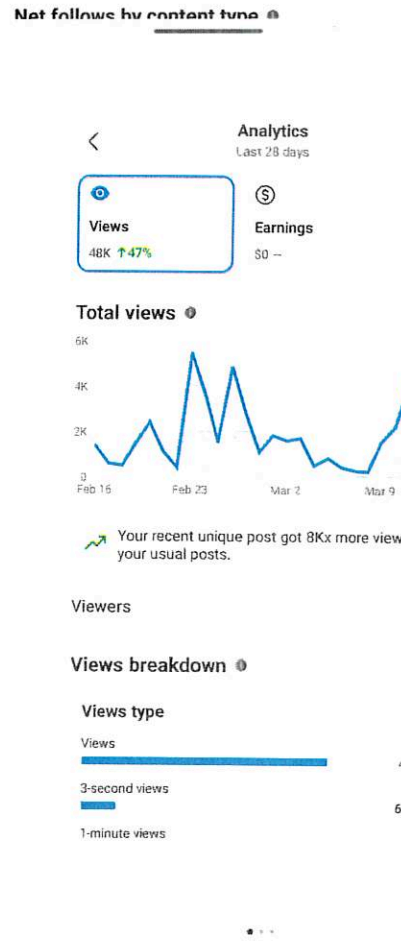 Net follows by content type
Analytics
Last 28 days
Views
48K ↑47%
Earnings
$0 --
Total views
6K
4K
2K
0
Feb 16 Feb 23 Mar 2 Mar 9
Your recent unique post got 8Kx more view
your usual posts.
Viewers
Views breakdown
Views type
Views
3-second views
6
1-minute views